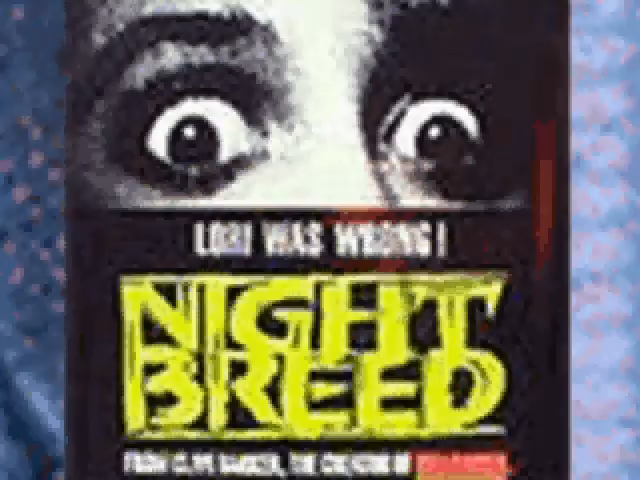 LORI WAS WRONG!
NIGHT
BREED
FROM CLIVE BARKER, THE CREATOR OF